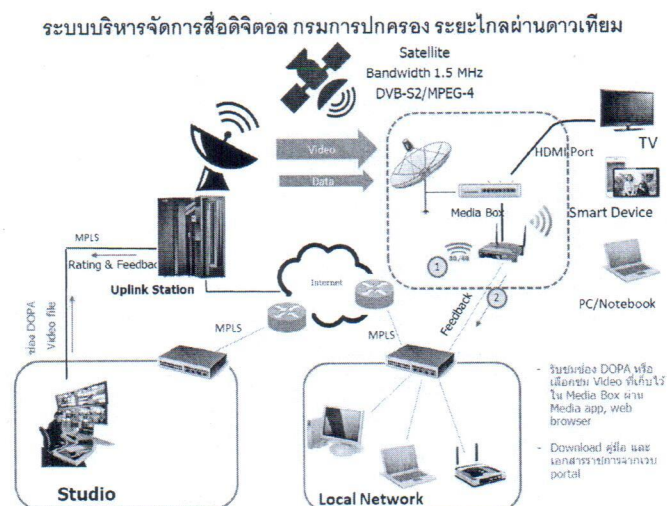 ระบบบริหารจัดการสื่อดิจิตอล กรมการปกครอง ระยะไกลผ่านดาวเทียม
Satellite
Bandwidth 1.5 MHz
DVB-S2/MPEG-4
Video
Data
HDMI Port
TV
Media Box
Smart Device
MPLS
Rating & Feedback
Uplink Station
Internet
1
3G/4G
2
Feedback
PC/Notebook
MPLS
MPLS
ช่อง DOPA
Video file
- รับชมช่อง DOPA หรือ
เลือกชม Video ที่เก็บไว้
ใน Media Box ผ่าน
Media app, web
browser
- Download คู่มือ และ
เอกสารราชการจากเวบ
portal
Studio
Local Network